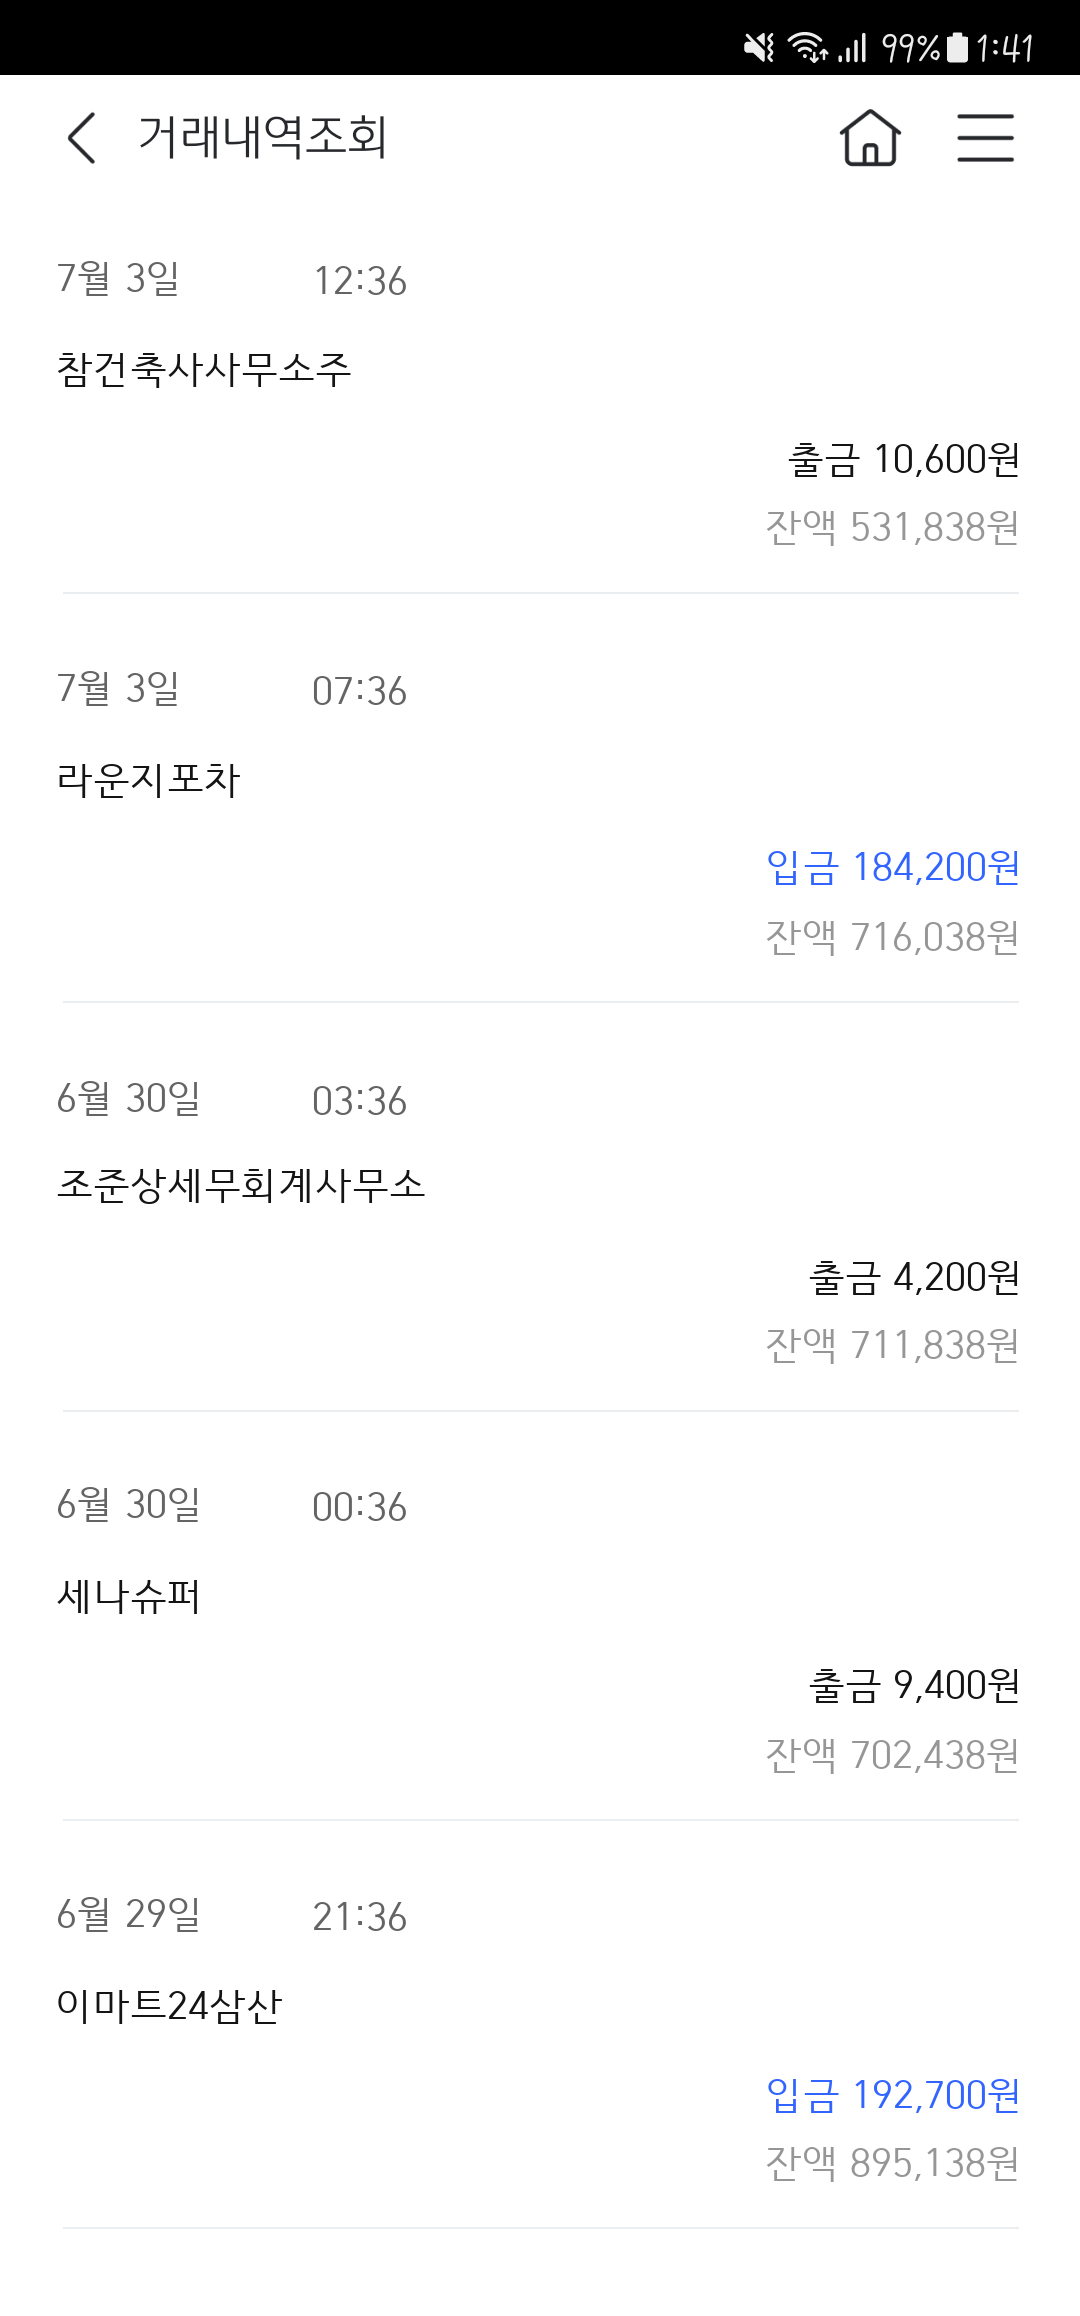 99% 1:41
거래내역조회
7월 3일 12:36
참건축사사무소주
출금 10,600원
잔액 531,838원
7월 3일 07:36
라운지포차
입금 184,200원
잔액 716,038원
6월 30일 03:36
조준상세무회계사무소
출금 4,200원
잔액 711,838원
6월 30일 00:36
세나슈퍼
출금 9,400원
잔액 702,438원
6월 29일 21:36
이마트24삼산
입금 192,700원
잔액 895,138원